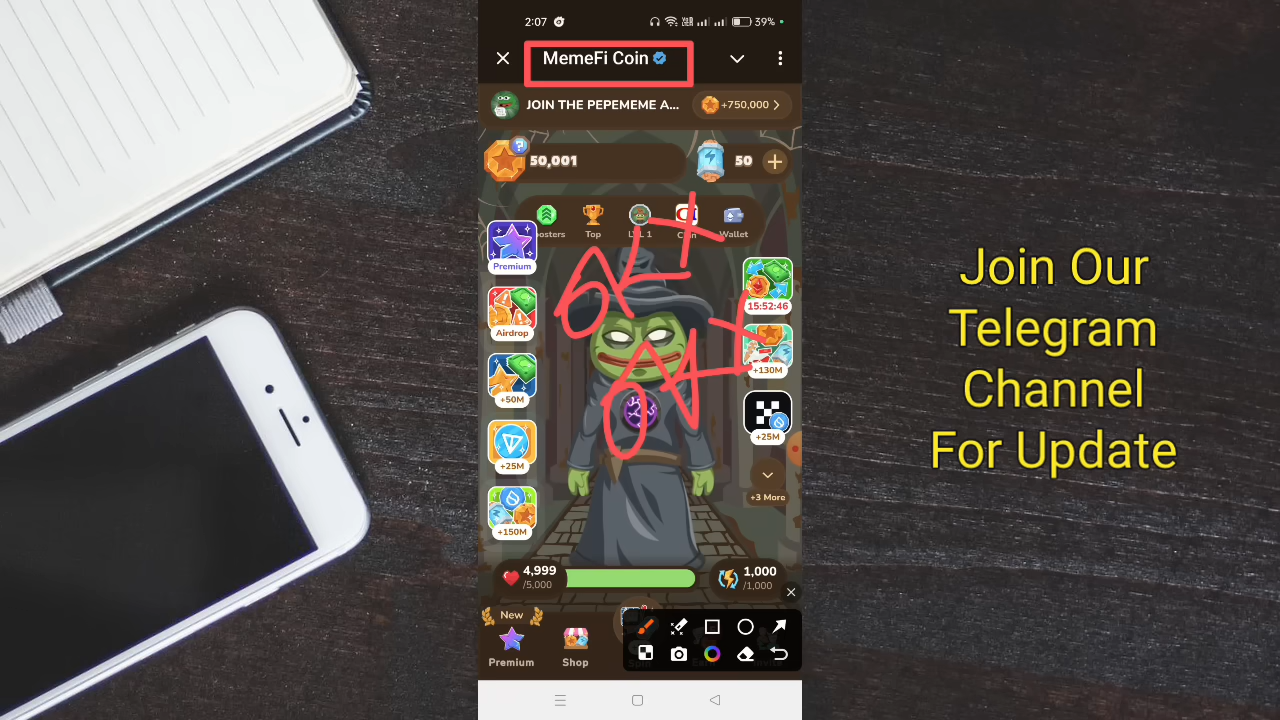 2:07
39%
MemeFi Coin
JOIN THE PEPEMEME A...
+750,000
50,001
50
Top
LVL 1
Wallet
Premium
Airdrop
+50M
+25M
+150M
15:52:46
+130M
+25M
+3 More
4,999
/5,000
1,000
/1,000
New
Premium
Shop
Join Our
Telegram
Channel
For Update